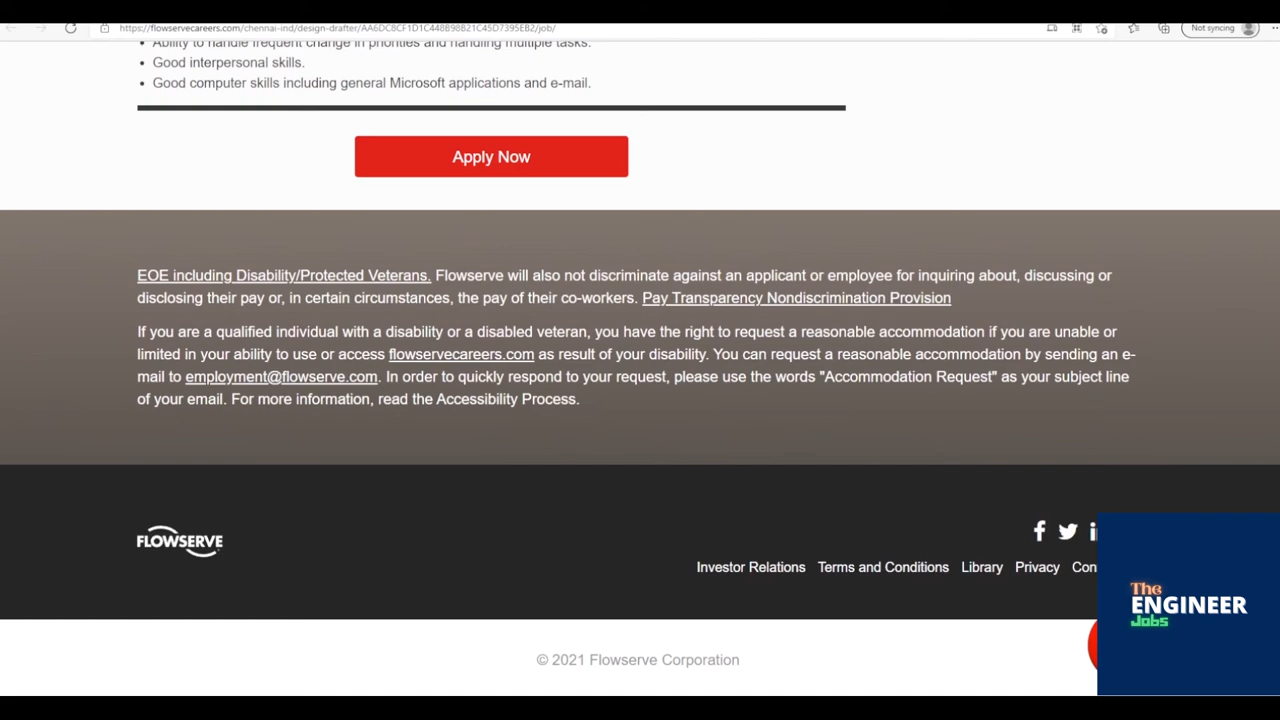 https://flowservecareers.com/chennai-ind/design-drafter/AA6DC8CF1D1C448B98B21C45D7395EB2/job/
Not syncing
• Ability to handle frequent change in priorities and handling multiple tasks.
• Good interpersonal skills.
• Good computer skills including general Microsoft applications and e-mail.
Apply Now
EOE including Disability/Protected Veterans. Flowserve will also not discriminate against an applicant or employee for inquiring about, discussing or
disclosing their pay or, in certain circumstances, the pay of their co-workers. Pay Transparency Nondiscrimination Provision
If you are a qualified individual with a disability or a disabled veteran, you have the right to request a reasonable accommodation if you are unable or
limited in your ability to use or access flowservecareers.com as result of your disability. You can request a reasonable accommodation by sending an e-
mail to employment@flowserve.com. In order to quickly respond to your request, please use the words "Accommodation Request" as your subject line
of your email. For more information, read the Accessibility Process.
FLOWSERVE
Investor Relations Terms and Conditions Library Privacy Con
The
ENGINEER
Jobs
© 2021 Flowserve Corporation